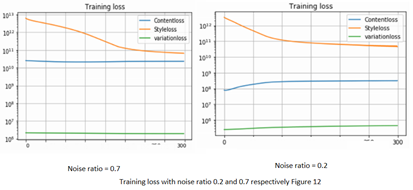 Training loss
10^13
10^12
10^11
10^10
10^9
10^8
10^7
10^6
Contentloss
Styleloss
variationloss
0
300
Noise ratio = 0.7
Training loss
10^12
10^11
10^10
10^9
10^8
10^7
10^6
Contentloss
Styleloss
variationloss
0
300
Noise ratio = 0.2
Training loss with noise ratio 0.2 and 0.7 respectively Figure 12